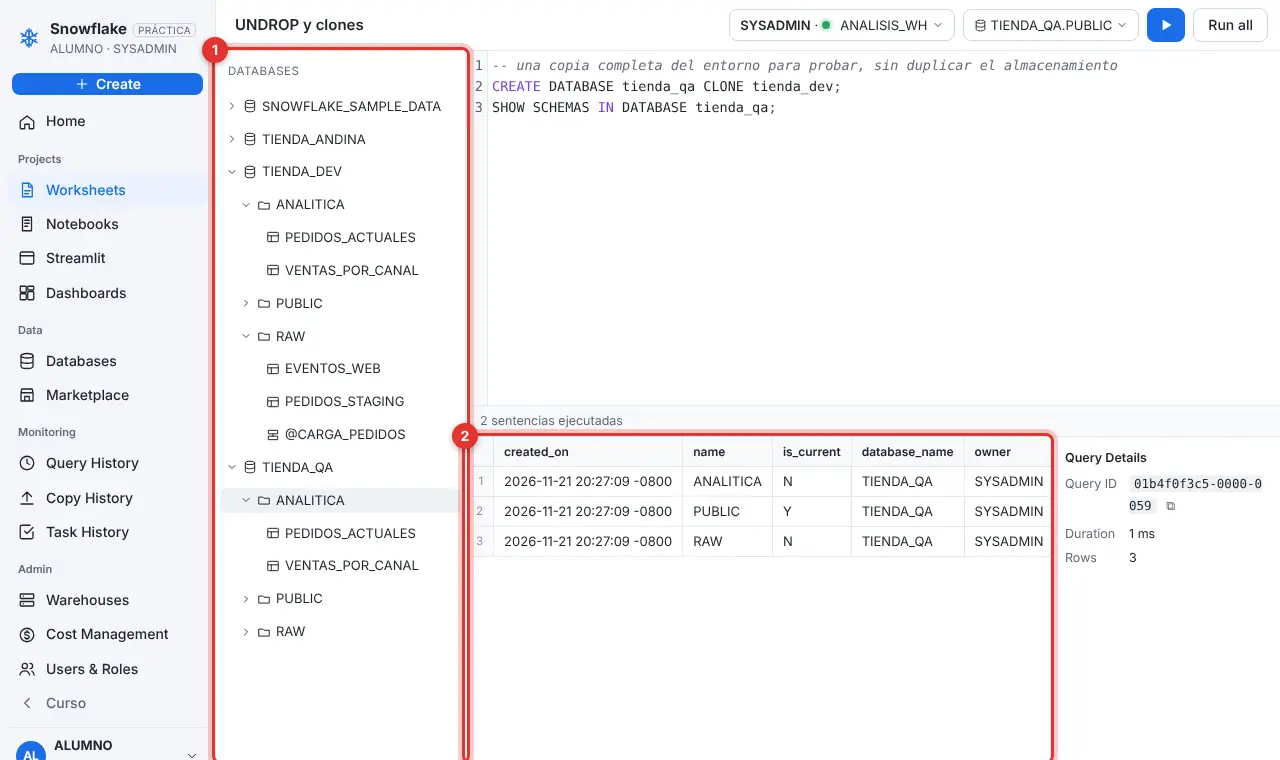 Snowflake PRÁCTICA
ALUMNO · SYSADMIN
+ Create
Home
Projects
Worksheets
Notebooks
Streamlit
Dashboards
Data
Databases
Marketplace
Monitoring
Query History
Copy History
Task History
Admin
Warehouses
Cost Management
Users & Roles
Curso
AL ALUMNO
UNDROP y clones
SYSADMIN · ANALISIS_WH
TIENDA_QA.PUBLIC
Run all
1
DATABASES
SNOWFLAKE_SAMPLE_DATA
TIENDA_ANDINA
TIENDA_DEV
ANALITICA
PEDIDOS_ACTUALES
VENTAS_POR_CANAL
PUBLIC
RAW
EVENTOS_WEB
PEDIDOS_STAGING
@CARGA_PEDIDOS
TIENDA_QA
ANALITICA
PEDIDOS_ACTUALES
VENTAS_POR_CANAL
PUBLIC
RAW
1 -- una copia completa del entorno para probar, sin duplicar el almacenamiento
2 CREATE DATABASE tienda_qa CLONE tienda_dev;
3 SHOW SCHEMAS IN DATABASE tienda_qa;
2 sentencias ejecutadas
2
created_on name is_current database_name owner
1 2026-11-21 20:27:09 -0800 ANALITICA N TIENDA_QA SYSADMIN
2 2026-11-21 20:27:09 -0800 PUBLIC Y TIENDA_QA SYSADMIN
3 2026-11-21 20:27:09 -0800 RAW N TIENDA_QA SYSADMIN
Query Details
Query ID 01b4f0f3c5-0000-0
059
Duration 1 ms
Rows 3